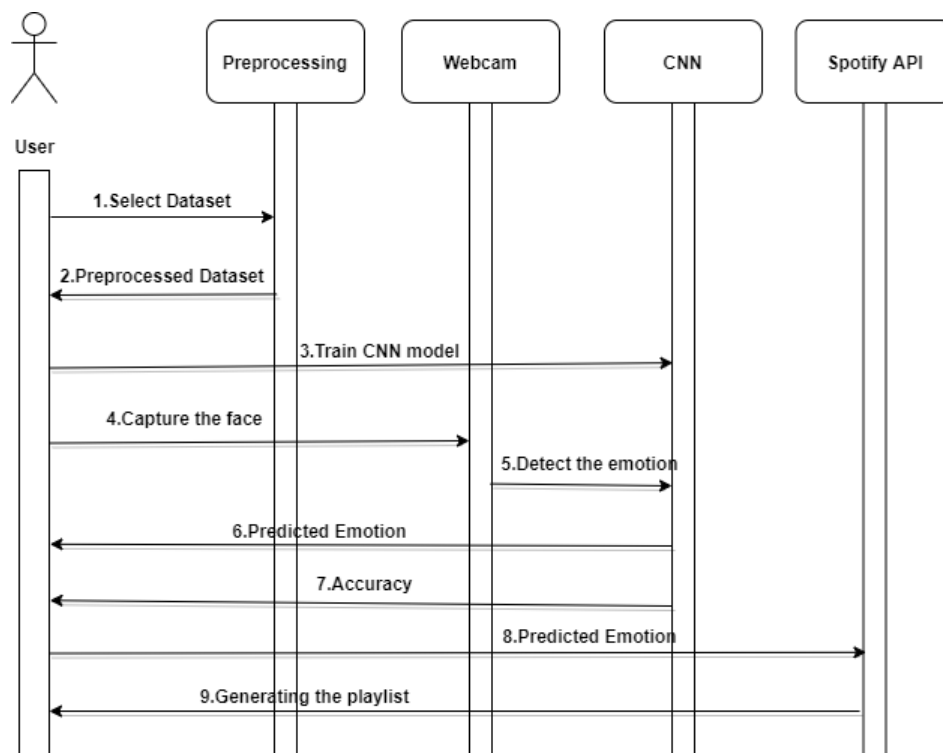 Preprocessing
Webcam
CNN
Spotify API
User
1.Select Dataset
2.Preprocessed Dataset
3.Train CNN model
4.Capture the face
5.Detect the emotion
6.Predicted Emotion
7.Accuracy
8.Predicted Emotion
9.Generating the playlist